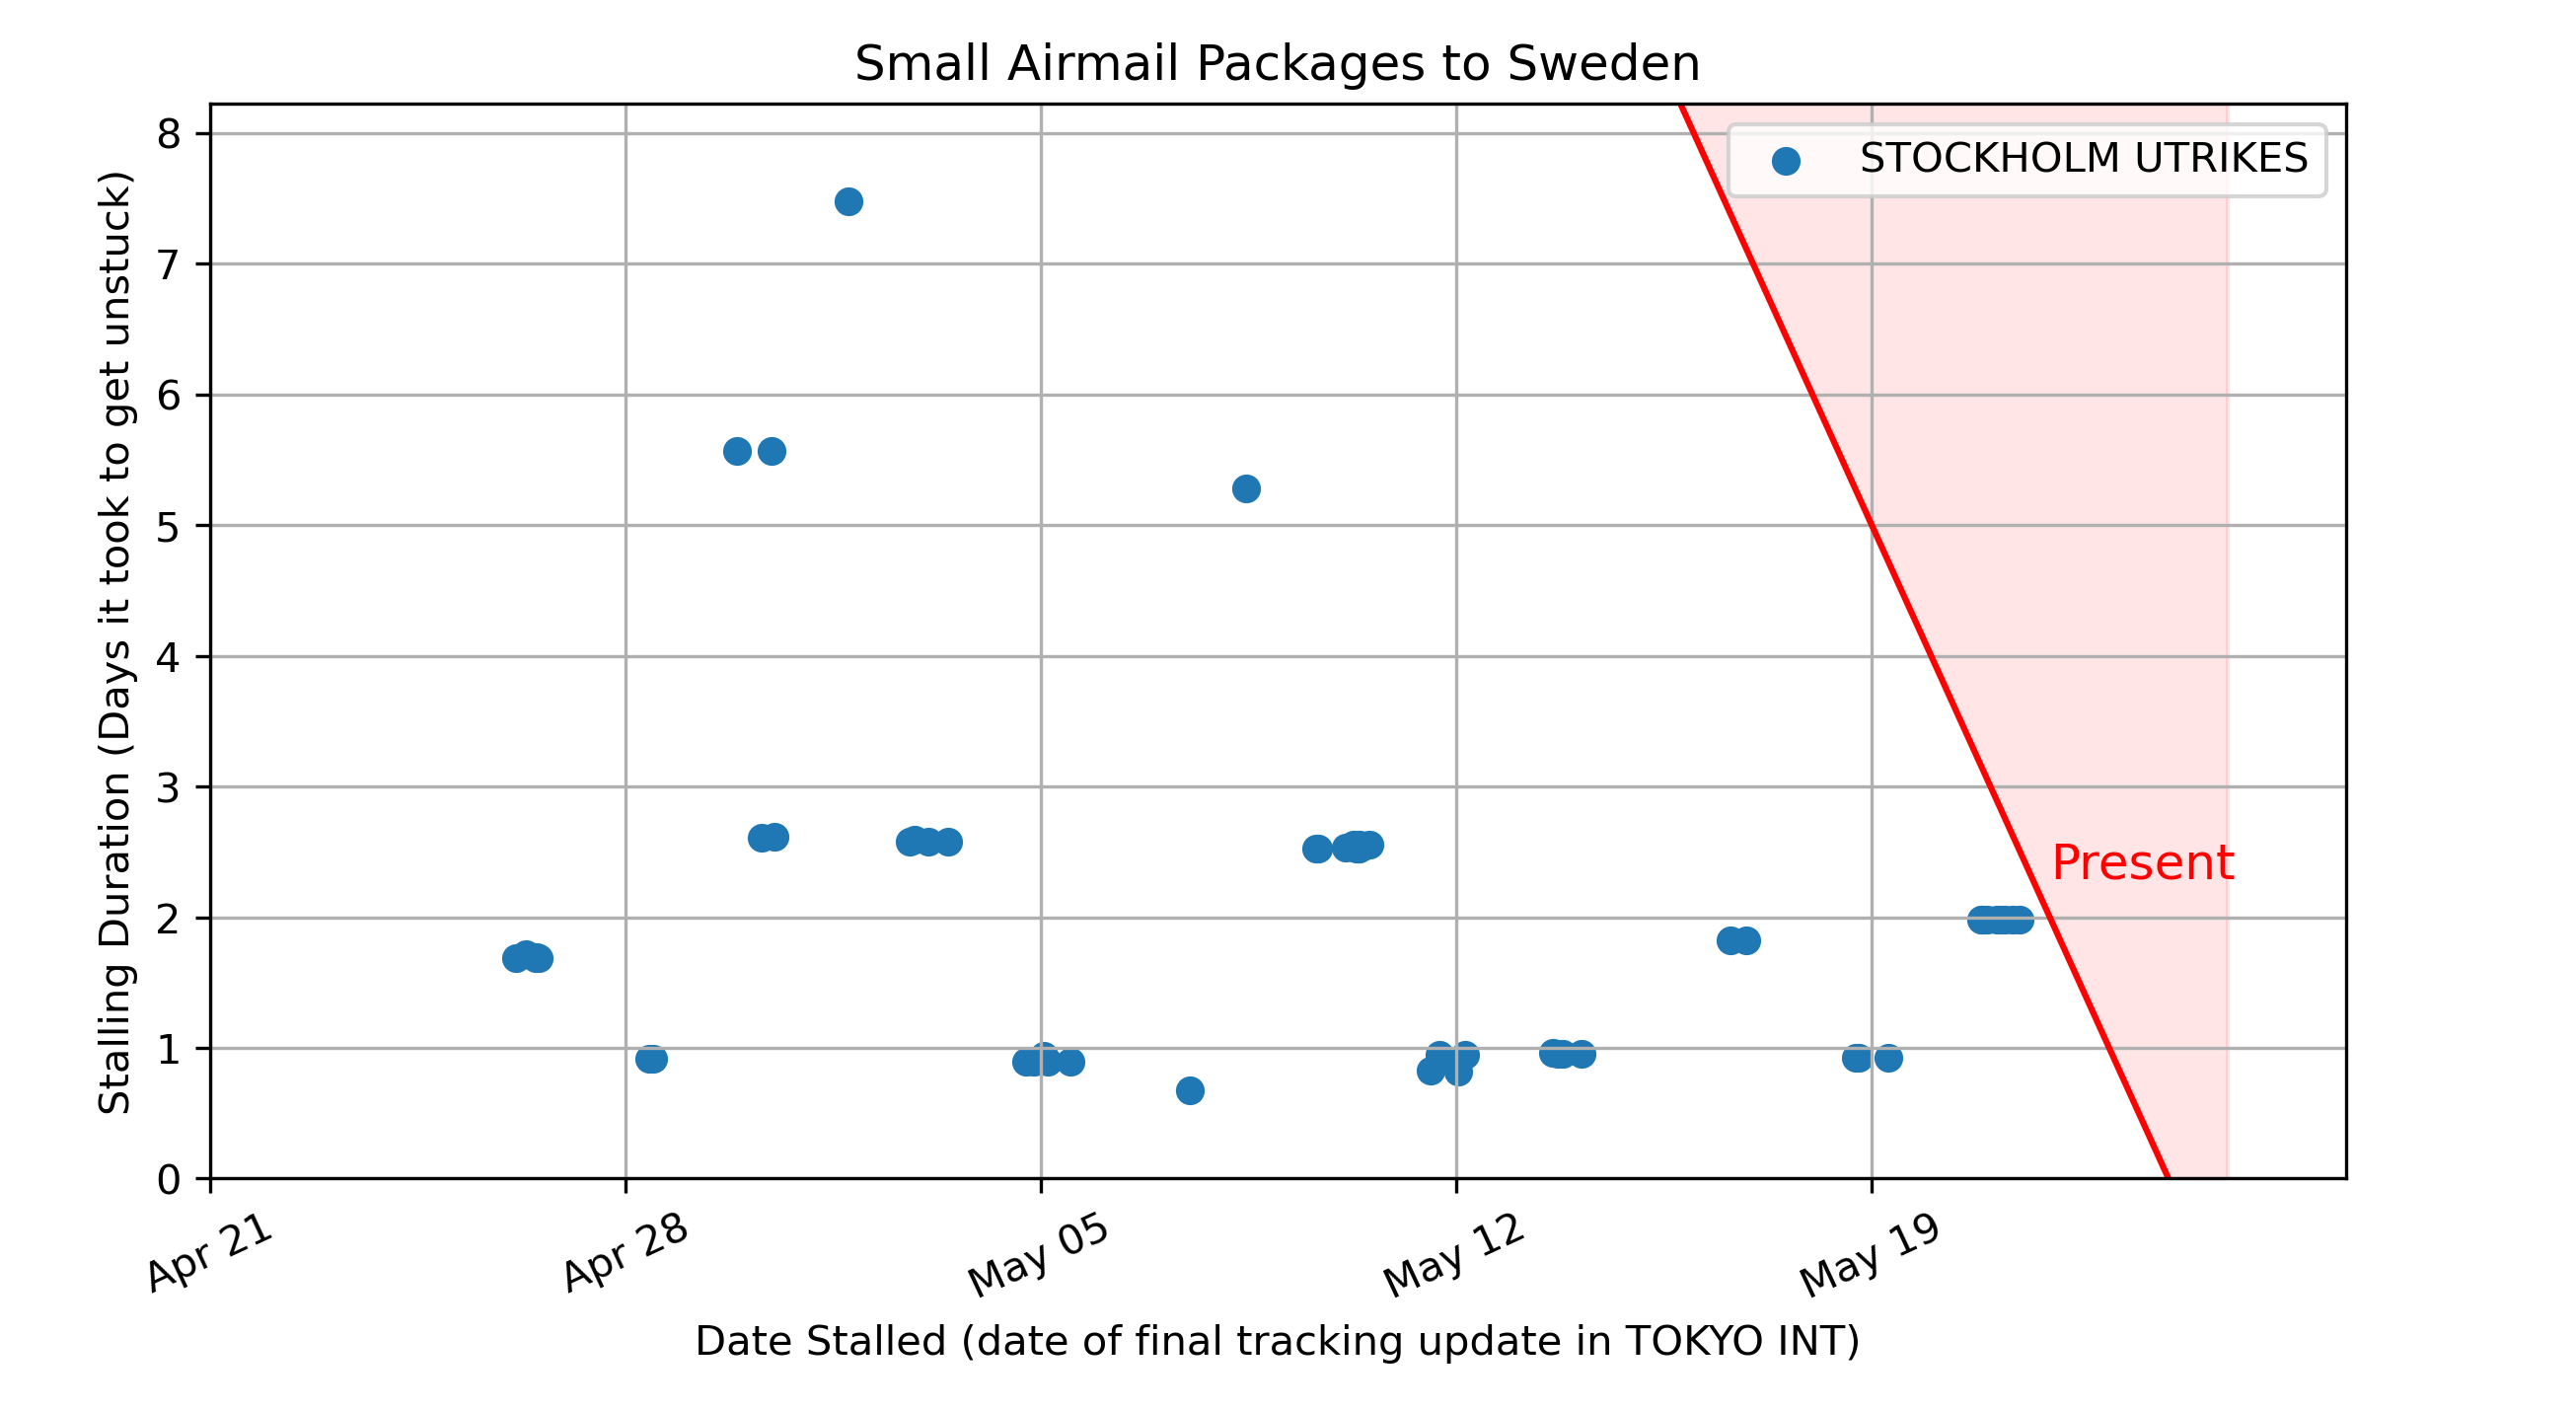 Small Airmail Packages to Sweden
STOCKHOLM UTRIKES
Stalling Duration (Days it took to get unstuck)
8
7
6
5
4
3
2
1
0
Present
Apr 21
Apr 28
May 05
May 12
May 19
Date Stalled (date of final tracking update in TOKYO INT)